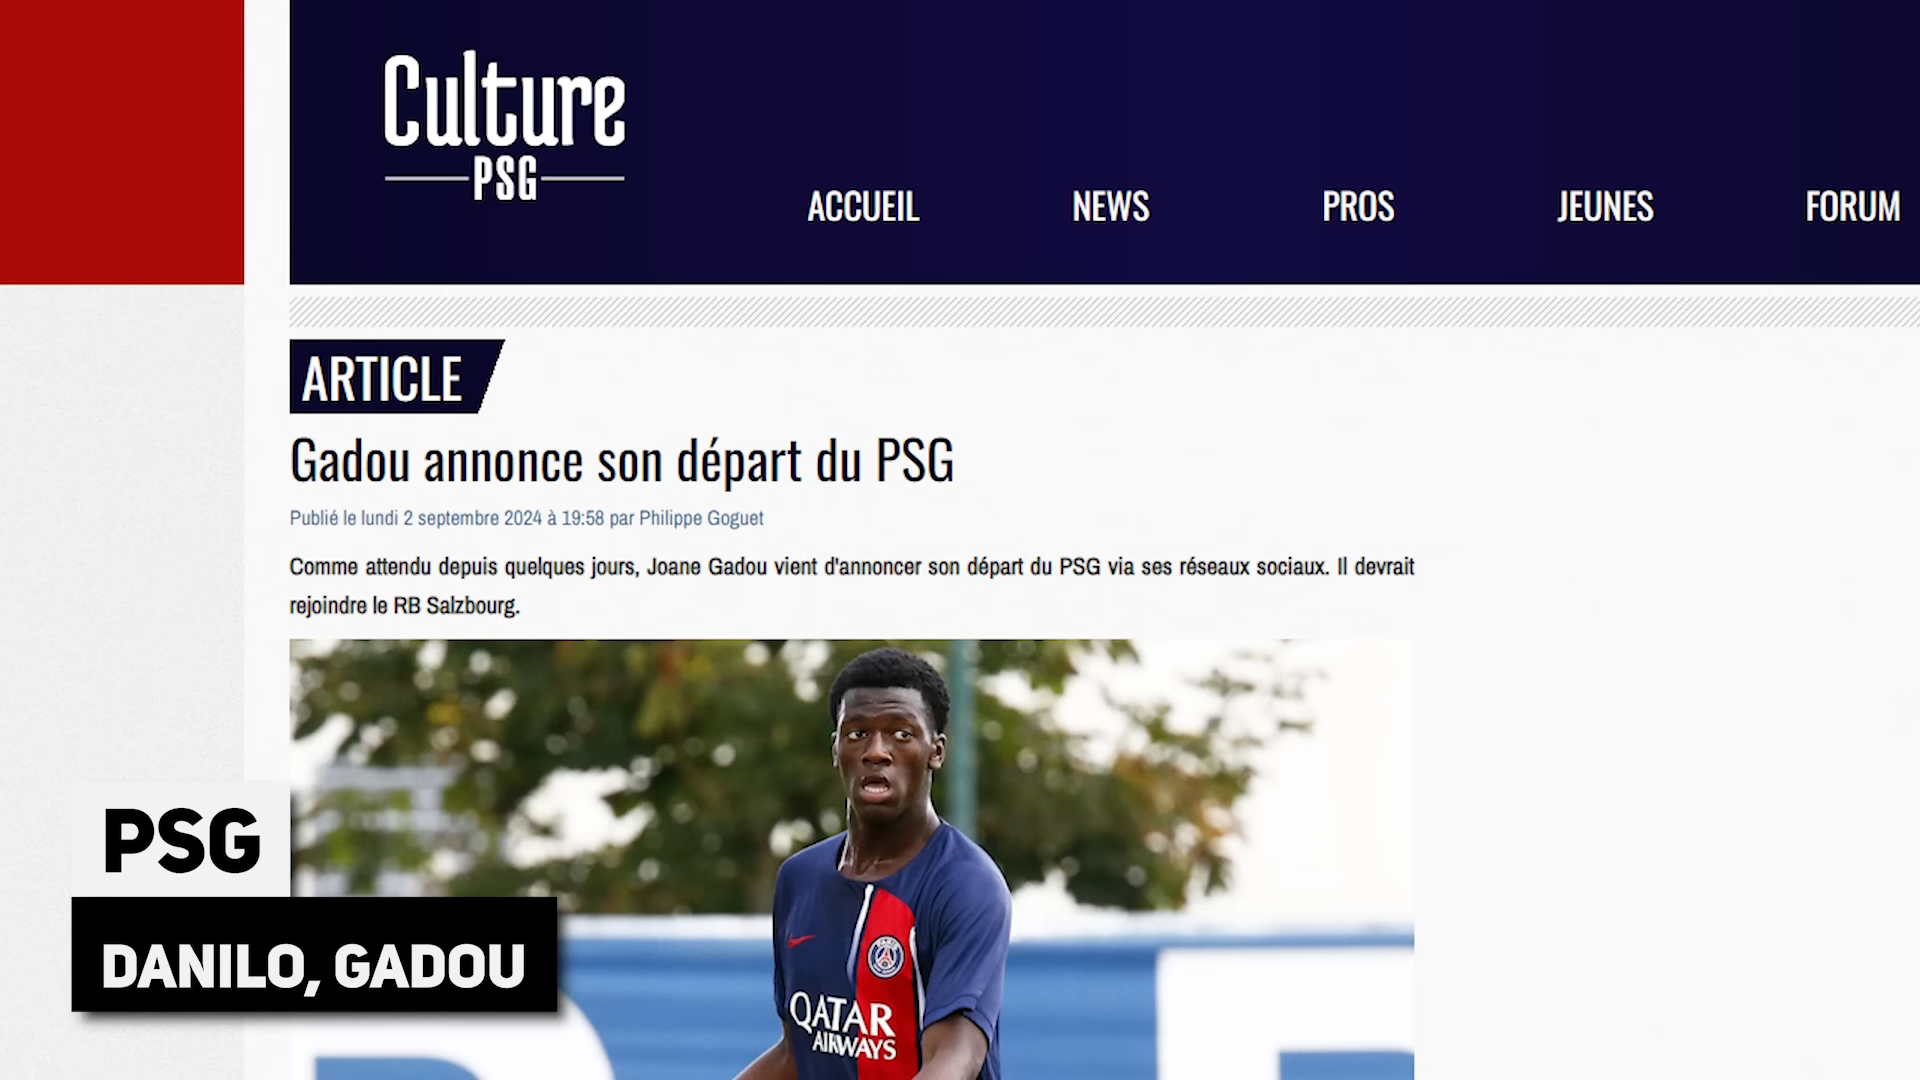 Culture
PSG
ACCUEIL NEWS PROS JEUNES FORUM
ARTICLE
Gadou annonce son départ du PSG
Publié le lundi 2 septembre 2024 à 19:58 par Philippe Goguet
Comme attendu depuis quelques jours, Joane Gadou vient d'annoncer son départ du PSG via ses réseaux sociaux. Il devrait
rejoindre le RB Salzbourg.
PARIS
QATAR
AIRWAYS
PSG
DANILO, GADOU